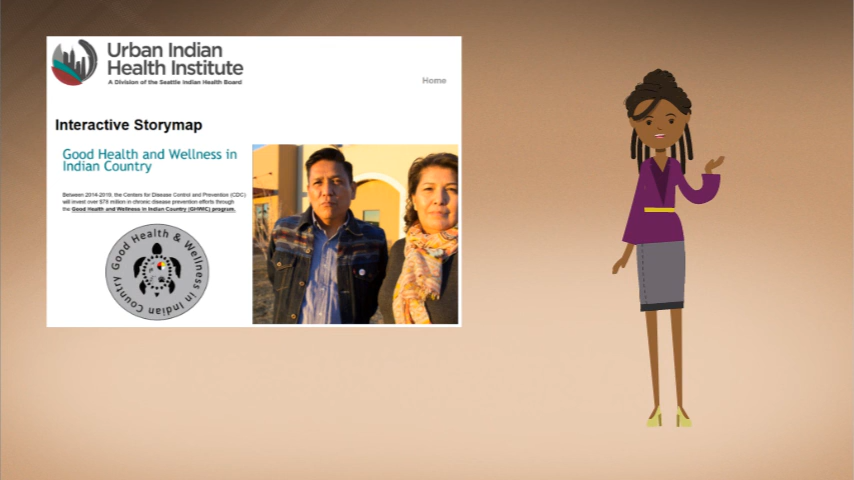 Urban Indian
Health Institute
A Division of the Seattle Indian Health Board
Home
Interactive Storymap
Good Health and Wellness in
Indian Country
Between 2014-2019, the Centers for Disease Control and Prevention (CDC)
will invest over $78 million in chronic disease prevention efforts through
the Good Health and Wellness in Indian Country (GHWIC) program.
Good Health & Wellness in Indian Country